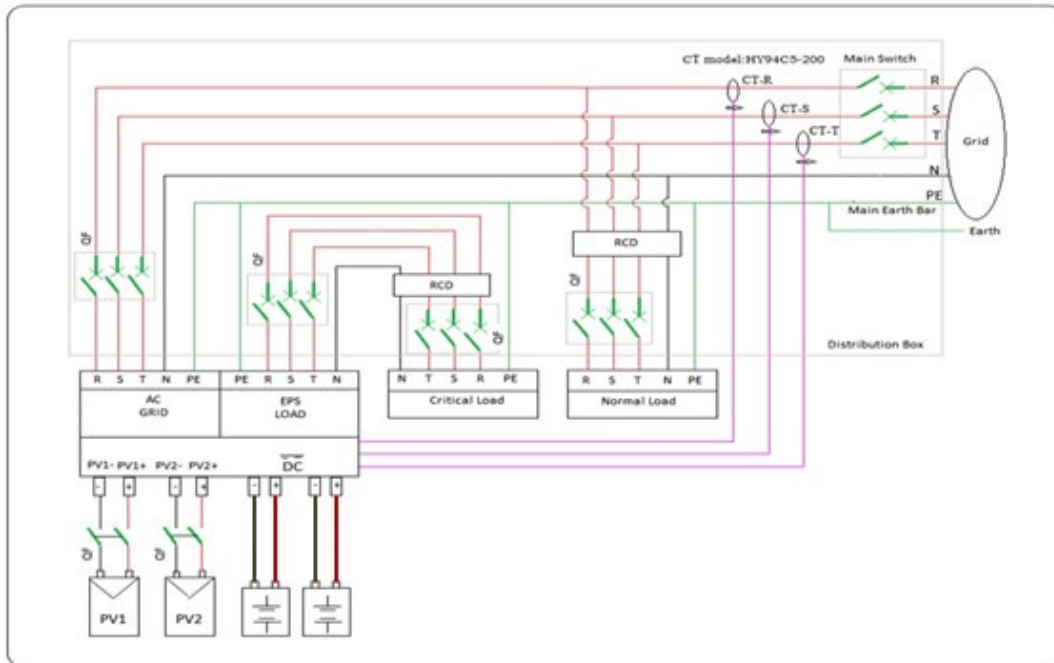 CT model:HY94C5-200 Main Switch
CT-R R
CT-S S
CT-T T
Grid
N
PE
Main Earth Bar
Earth
QF
QF
RCD
RCD
QF
QF
Distribution Box
R S T N PE PE R S T N
N T S R PE
R S T N PE
AC
GRID
EPS
LOAD
Critical Load
Normal Load
PV1- PV1+ PV2- PV2+
DC
- + - + - + - +
QF
QF
PV1
PV2